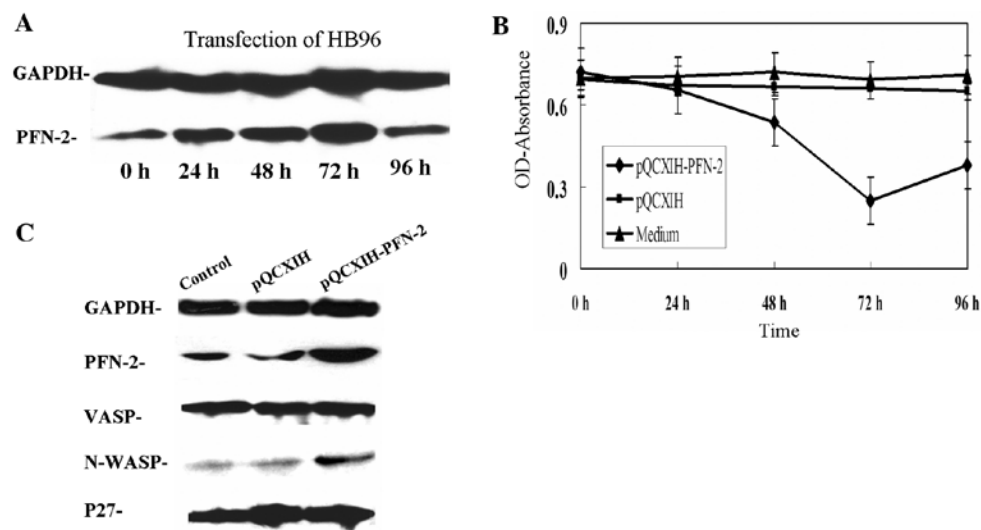 A
Transfection of HB96
GAPDH-
PFN-2-
0 h 24 h 48 h 72 h 96 h
B
0.9
0.6
0.3
0
OD-Absorbance
pQCXIH-PFN-2
pQCXIH
Medium
0 h 24 h 48 h 72 h 96 h
Time
C
Control pQCXIH pQCXIH-PFN-2
GAPDH-
PFN-2-
VASP-
N-WASP-
P27-